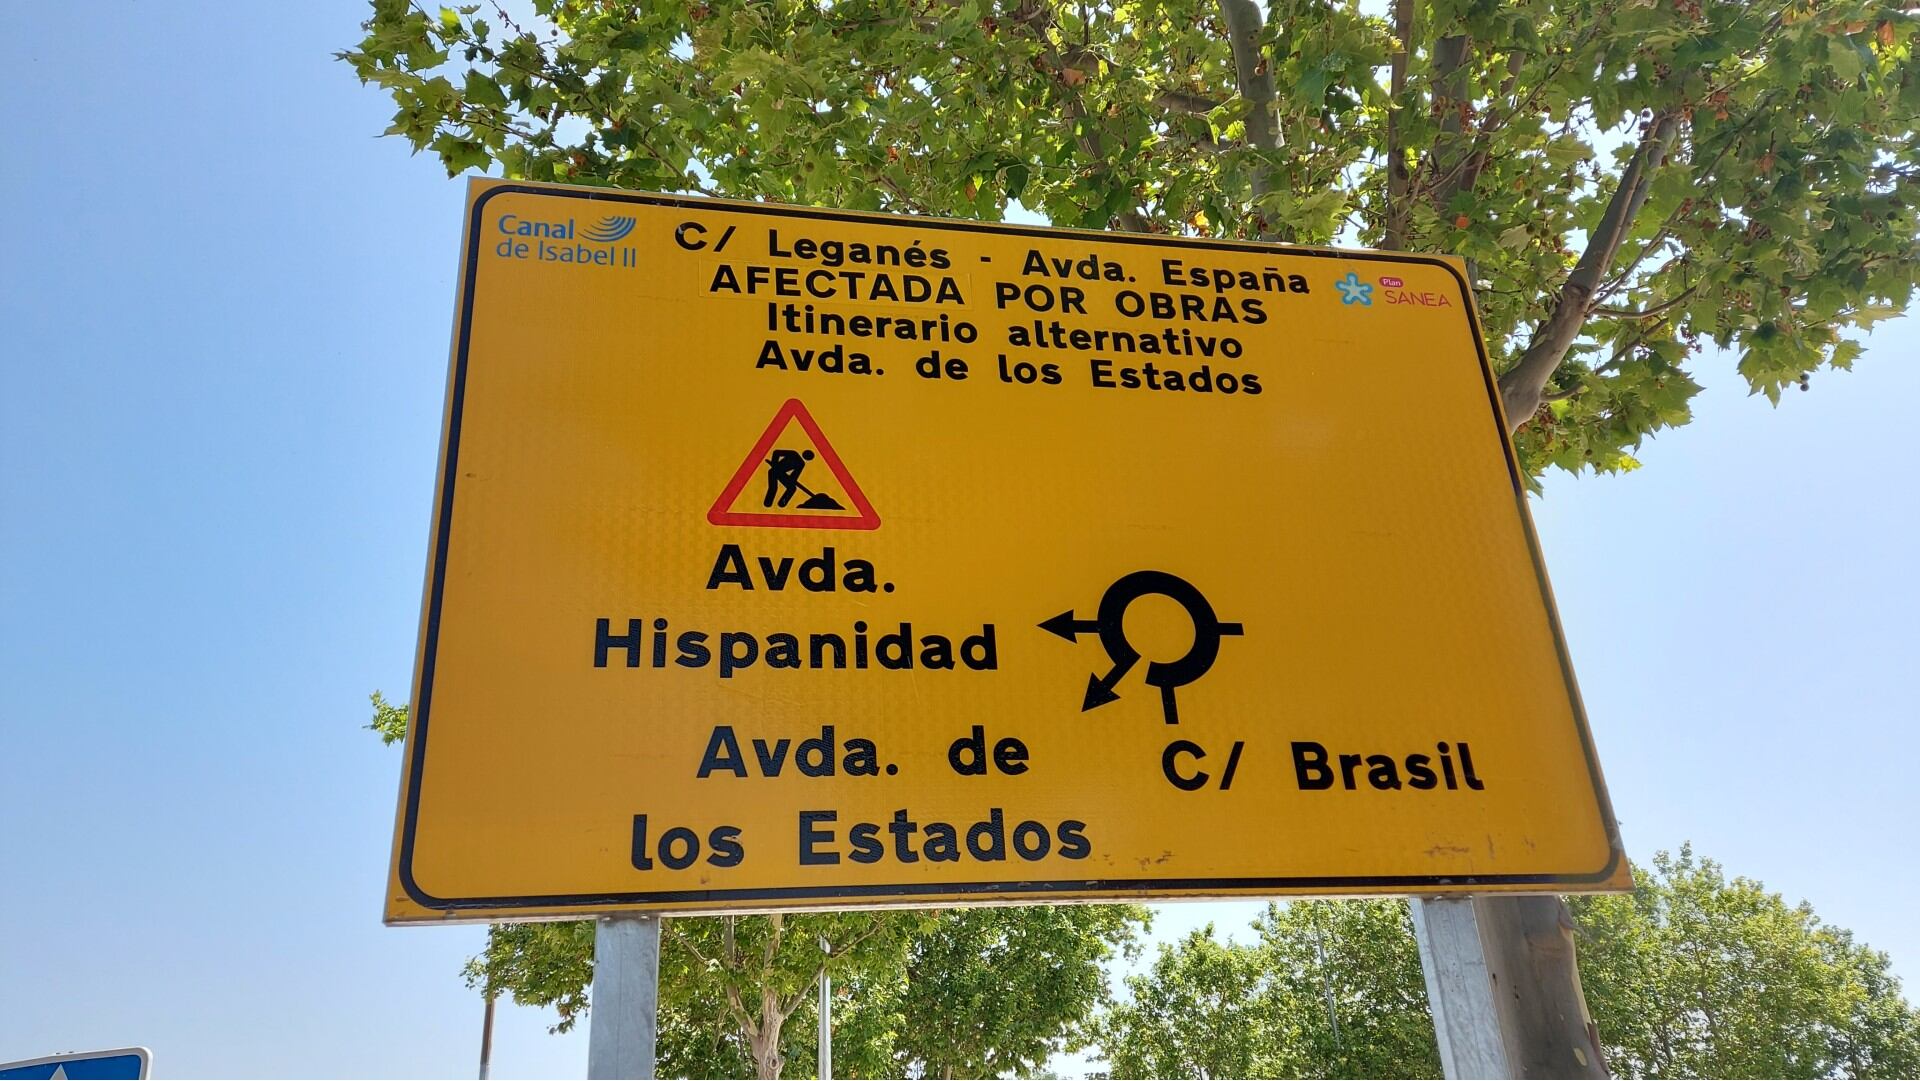 Canal
de Isabel II
C/ Leganés - Avda. España
AFECTADA POR OBRAS
Itinerario alternativo
Avda. de los Estados
Plan
SANEA
Avda.
Hispanidad
Avda. de
los Estados
C/ Brasil